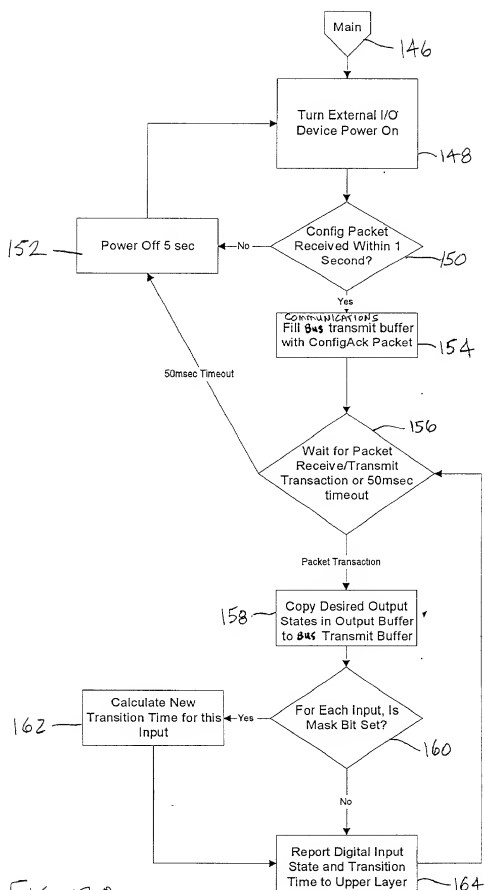 Main
146
Turn External I/O
Device Power On
148
Config Packet
Received Within 1
Second?
150
No
Power Off 5 sec
152
Yes
COMMUNICATIONS
Fill BUS transmit buffer
with ConfigAck Packet
154
50msec Timeout
156
Wait for Packet
Receive/Transmit
Transaction or 50msec
timeout
Packet Transaction
158
Copy Desired Output
States in Output Buffer
to BUS Transmit Buffer
162
Calculate New
Transition Time for this
Input
Yes
For Each Input, Is
Mask Bit Set?
160
No
Report Digital Input
State and Transition
Time to Upper Layer
164